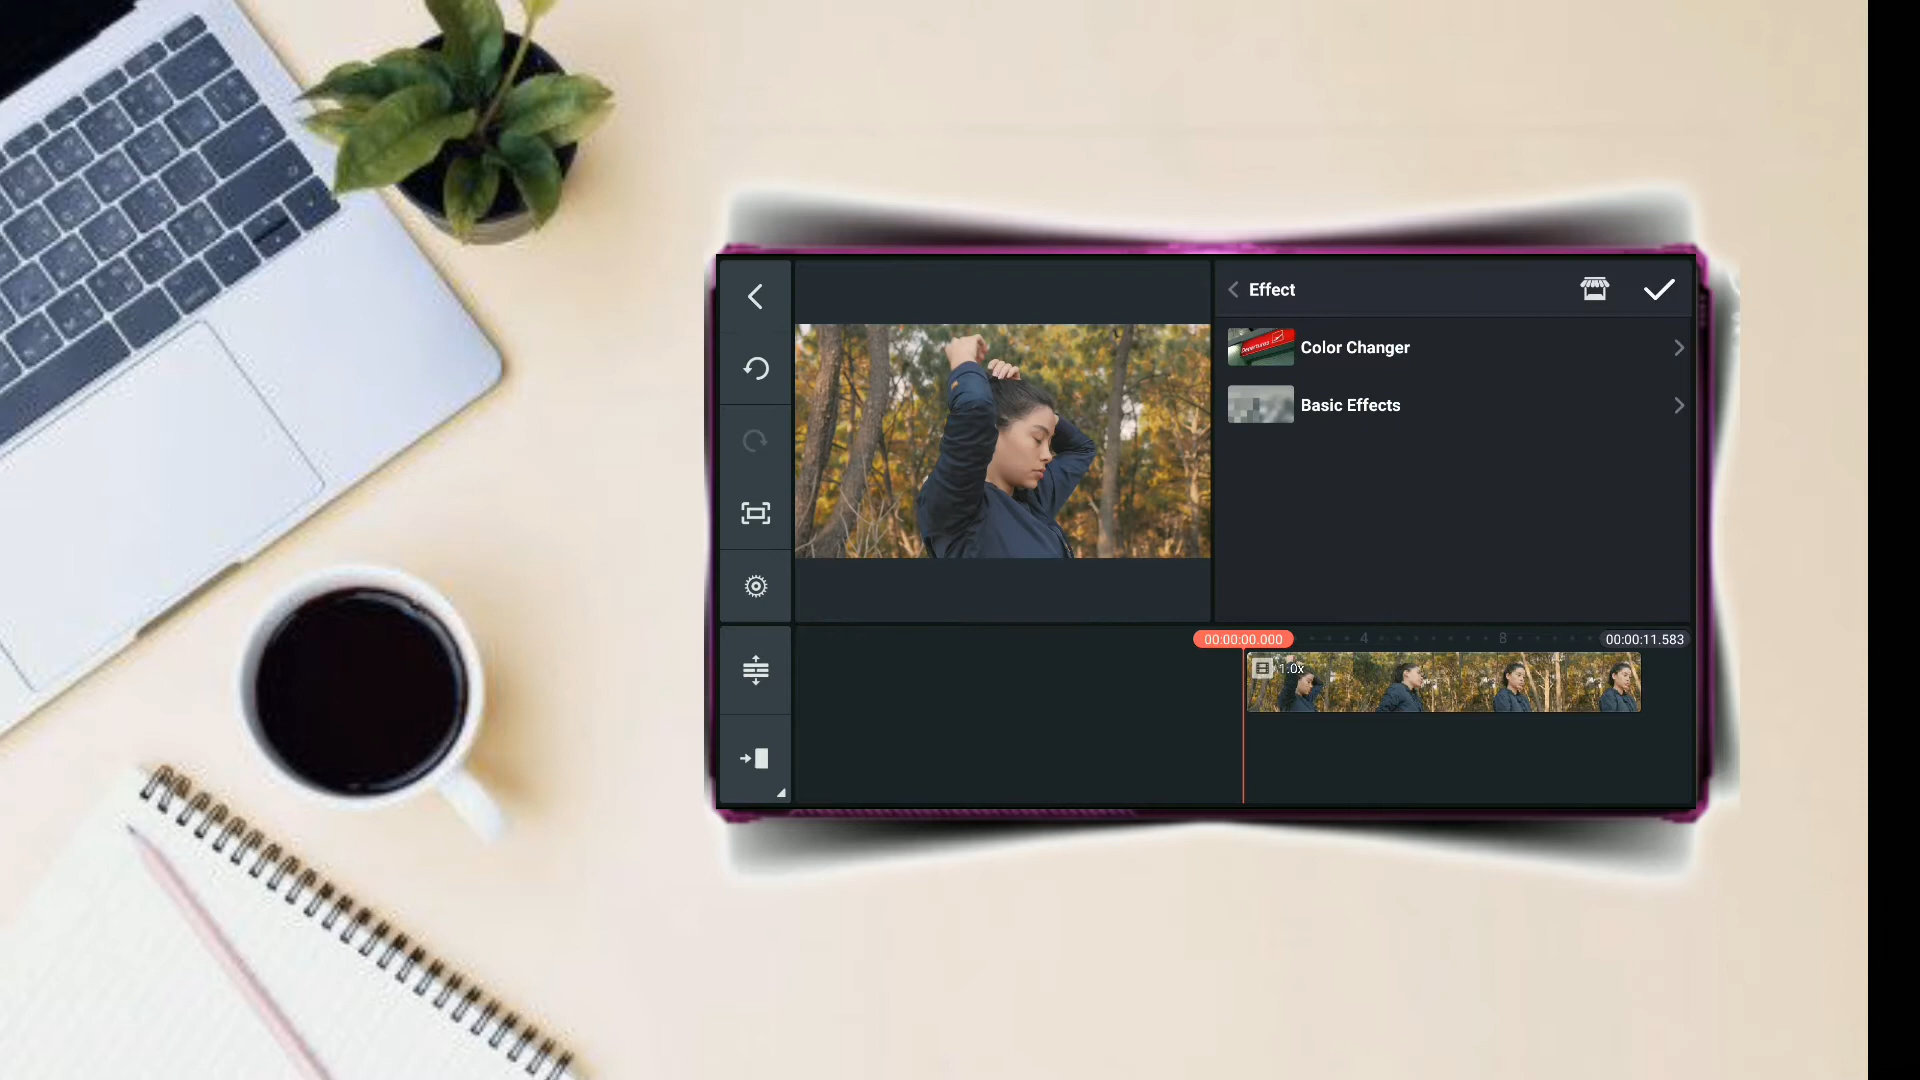 Effect
Color Changer
Basic Effects
00:00:00.000
4
8
00:00:11.583
1.0x